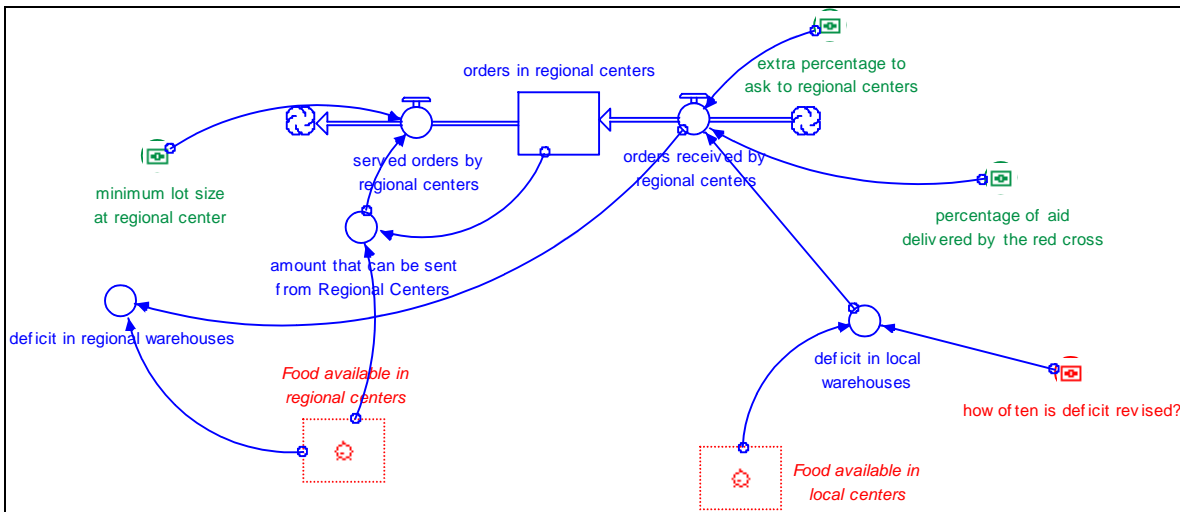 extra percentage to
ask to regional centers
orders in regional centers
served orders by
regional centers
orders received by
regional centers
minimum lot size
at regional center
percentage of aid
delivered by the red cross
amount that can be sent
from Regional Centers
deficit in regional warehouses
deficit in local
warehouses
Food available in
regional centers
how often is deficit revised?
Food available in
local centers